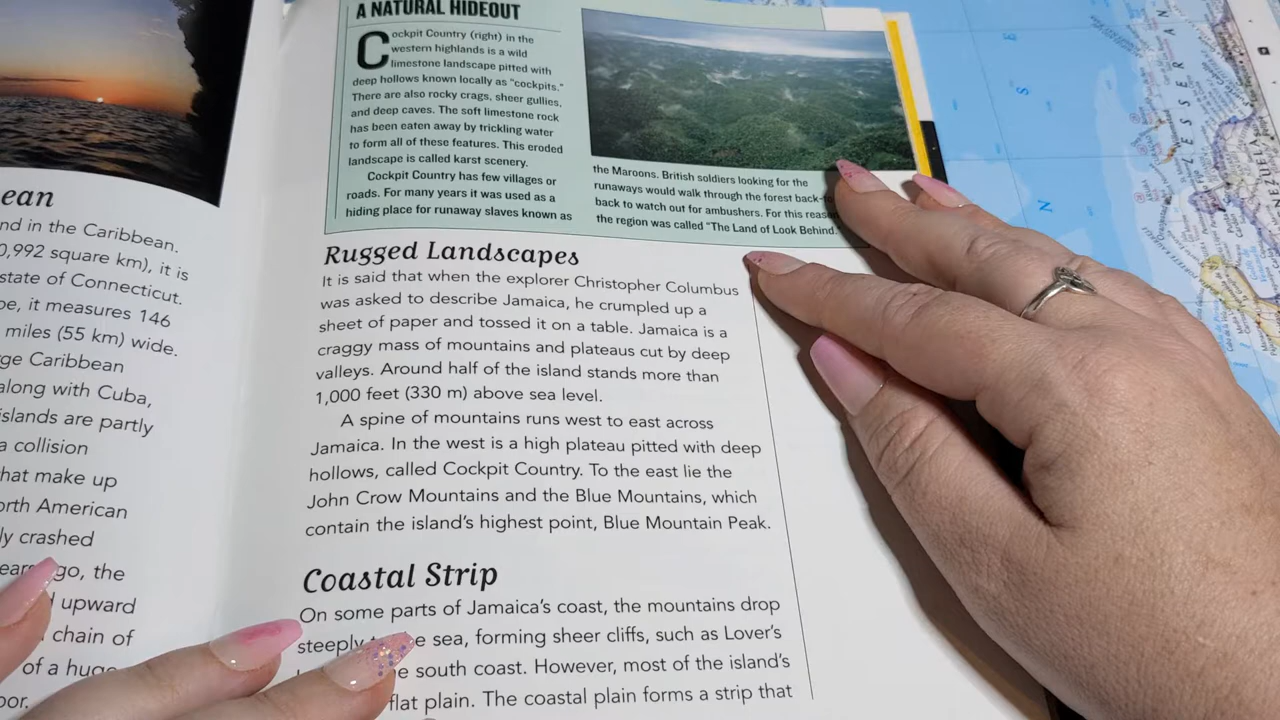 ean
nd in the Caribbean.
0,992 square km), it is
state of Connecticut.
pe, it measures 146
miles (55 km) wide.
ge Caribbean
along with Cuba,
islands are partly
a collision
hat make up
orth American
ly crashed
go, the
upward
chain of
of a huge
oor.
A NATURAL HIDEOUT
Cockpit Country (right) in the
western highlands is a wild
limestone landscape pitted with
deep hollows known locally as "cockpits."
There are also rocky crags, sheer gullies,
and deep caves. The soft limestone rock
has been eaten away by trickling water
to form all of these features. This eroded
landscape is called karst scenery.
Cockpit Country has few villages or
roads. For many years it was used as a
hiding place for runaway slaves known as
the Maroons. British soldiers looking for the
runaways would walk through the forest back-
back to watch out for ambushers. For this reason
the region was called "The Land of Look Behind.
Rugged Landscapes
It is said that when the explorer Christopher Columbus
was asked to describe Jamaica, he crumpled up a
sheet of paper and tossed it on a table. Jamaica is a
craggy mass of mountains and plateaus cut by deep
valleys. Around half of the island stands more than
1,000 feet (330 m) above sea level.
A spine of mountains runs west to east across
Jamaica. In the west is a high plateau pitted with deep
hollows, called Cockpit Country. To the east lie the
John Crow Mountains and the Blue Mountains, which
contain the island's highest point, Blue Mountain Peak.
Coastal Strip
On some parts of Jamaica's coast, the mountains drop
steeply e sea, forming sheer cliffs, such as Lover's
e south coast. However, most of the island's
flat plain. The coastal plain forms a strip that
LESSER AN
S
N
NEZUELA